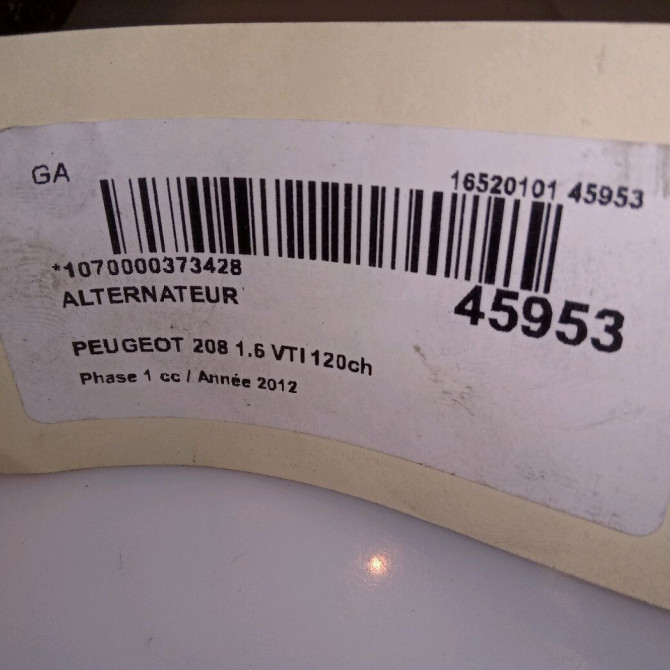 GA
16520101 45953
*1070000373428
ALTERNATEUR
45953
PEUGEOT 208 1.6 VTI 120ch
Phase 1 cc / Année 2012